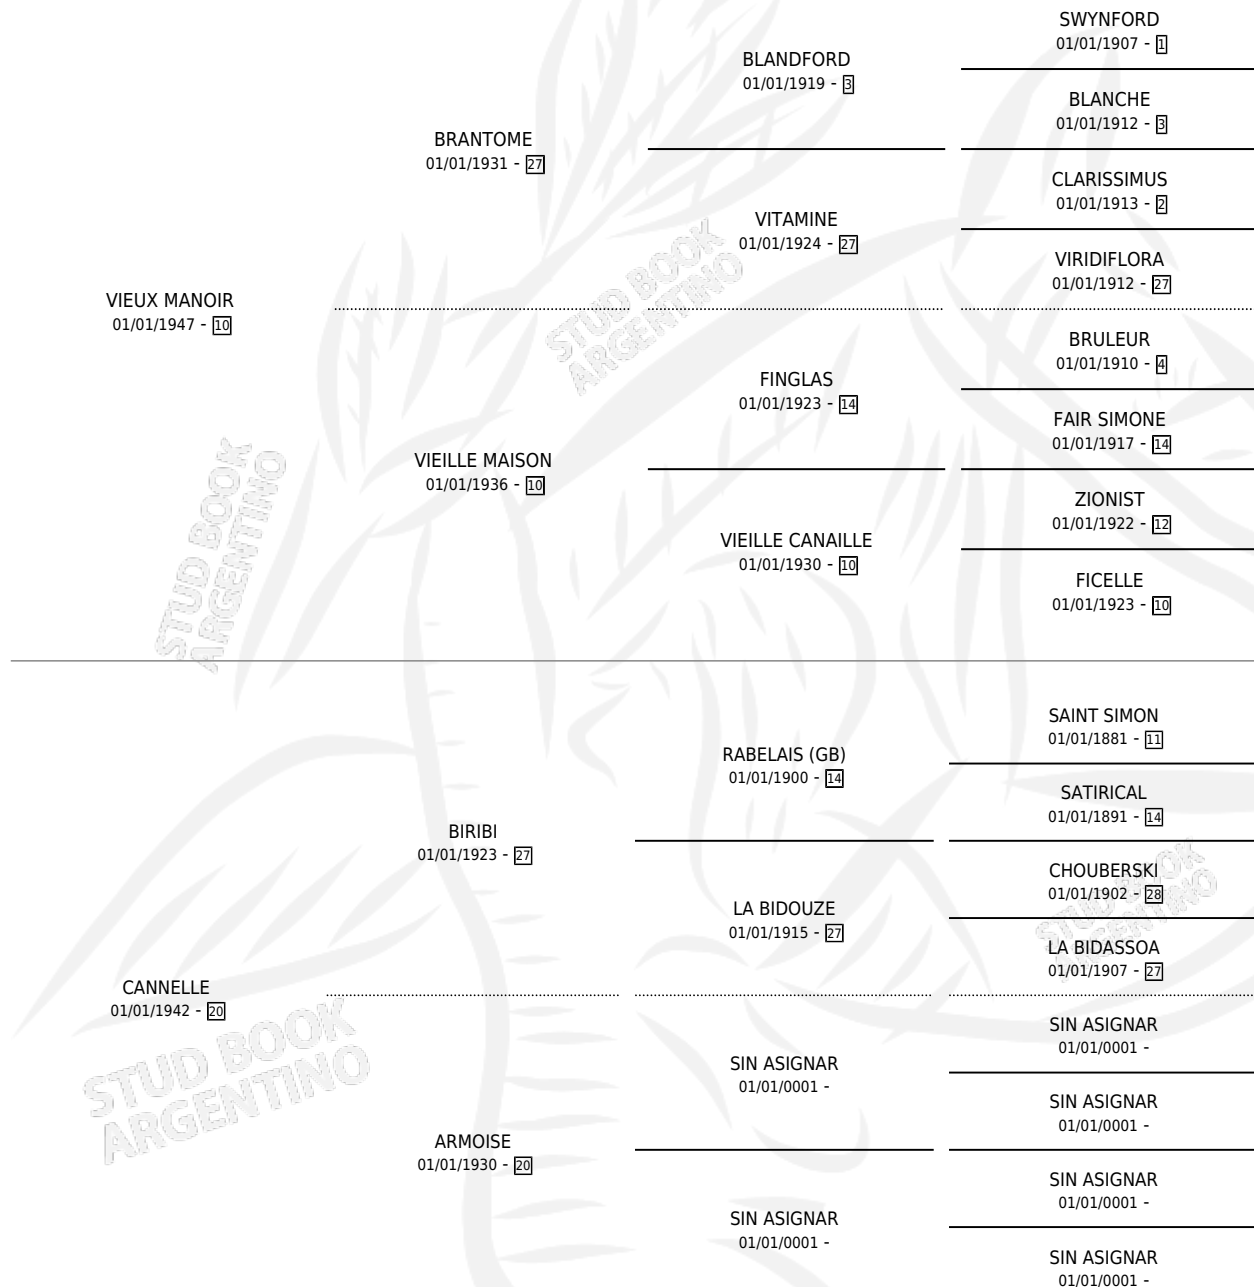 SWYNFORD
01/01/1907 - 1
BLANDFORD
01/01/1919 - 3
BLANCHE
01/01/1912 - 3
BRANTOME
01/01/1931 - 27
CLARISSIMUS
01/01/1913 - 2
VITAMINE
01/01/1924 - 27
VIRIDIFLORA
01/01/1912 - 27
VIEUX MANOIR
01/01/1947 - 10
BRULEUR
01/01/1910 - 4
FINGLAS
01/01/1923 - 14
FAIR SIMONE
01/01/1917 - 14
VIEILLE MAISON
01/01/1936 - 10
ZIONIST
01/01/1922 - 12
VIEILLE CANAILLE
01/01/1930 - 10
FICELLE
01/01/1923 - 10
SAINT SIMON
01/01/1881 - 11
RABELAIS (GB)
01/01/1900 - 14
SATIRICAL
01/01/1891 - 14
BIRIBI
01/01/1923 - 27
CHOUBERSKI
01/01/1902 - 28
LA BIDOUZE
01/01/1915 - 27
LA BIDASSOA
01/01/1907 - 27
CANNELLE
01/01/1942 - 20
SIN ASIGNAR
01/01/0001 -
SIN ASIGNAR
01/01/0001 -
SIN ASIGNAR
01/01/0001 -
ARMOISE
01/01/1930 - 20
SIN ASIGNAR
01/01/0001 -
SIN ASIGNAR
01/01/0001 -
SIN ASIGNAR
01/01/0001 -
STUD BOOK
ARGENTINO
STUD BOOK
ARGENTINO
STUD BOOK
ARGENTINO
STUD BOOK
ARGENTINO